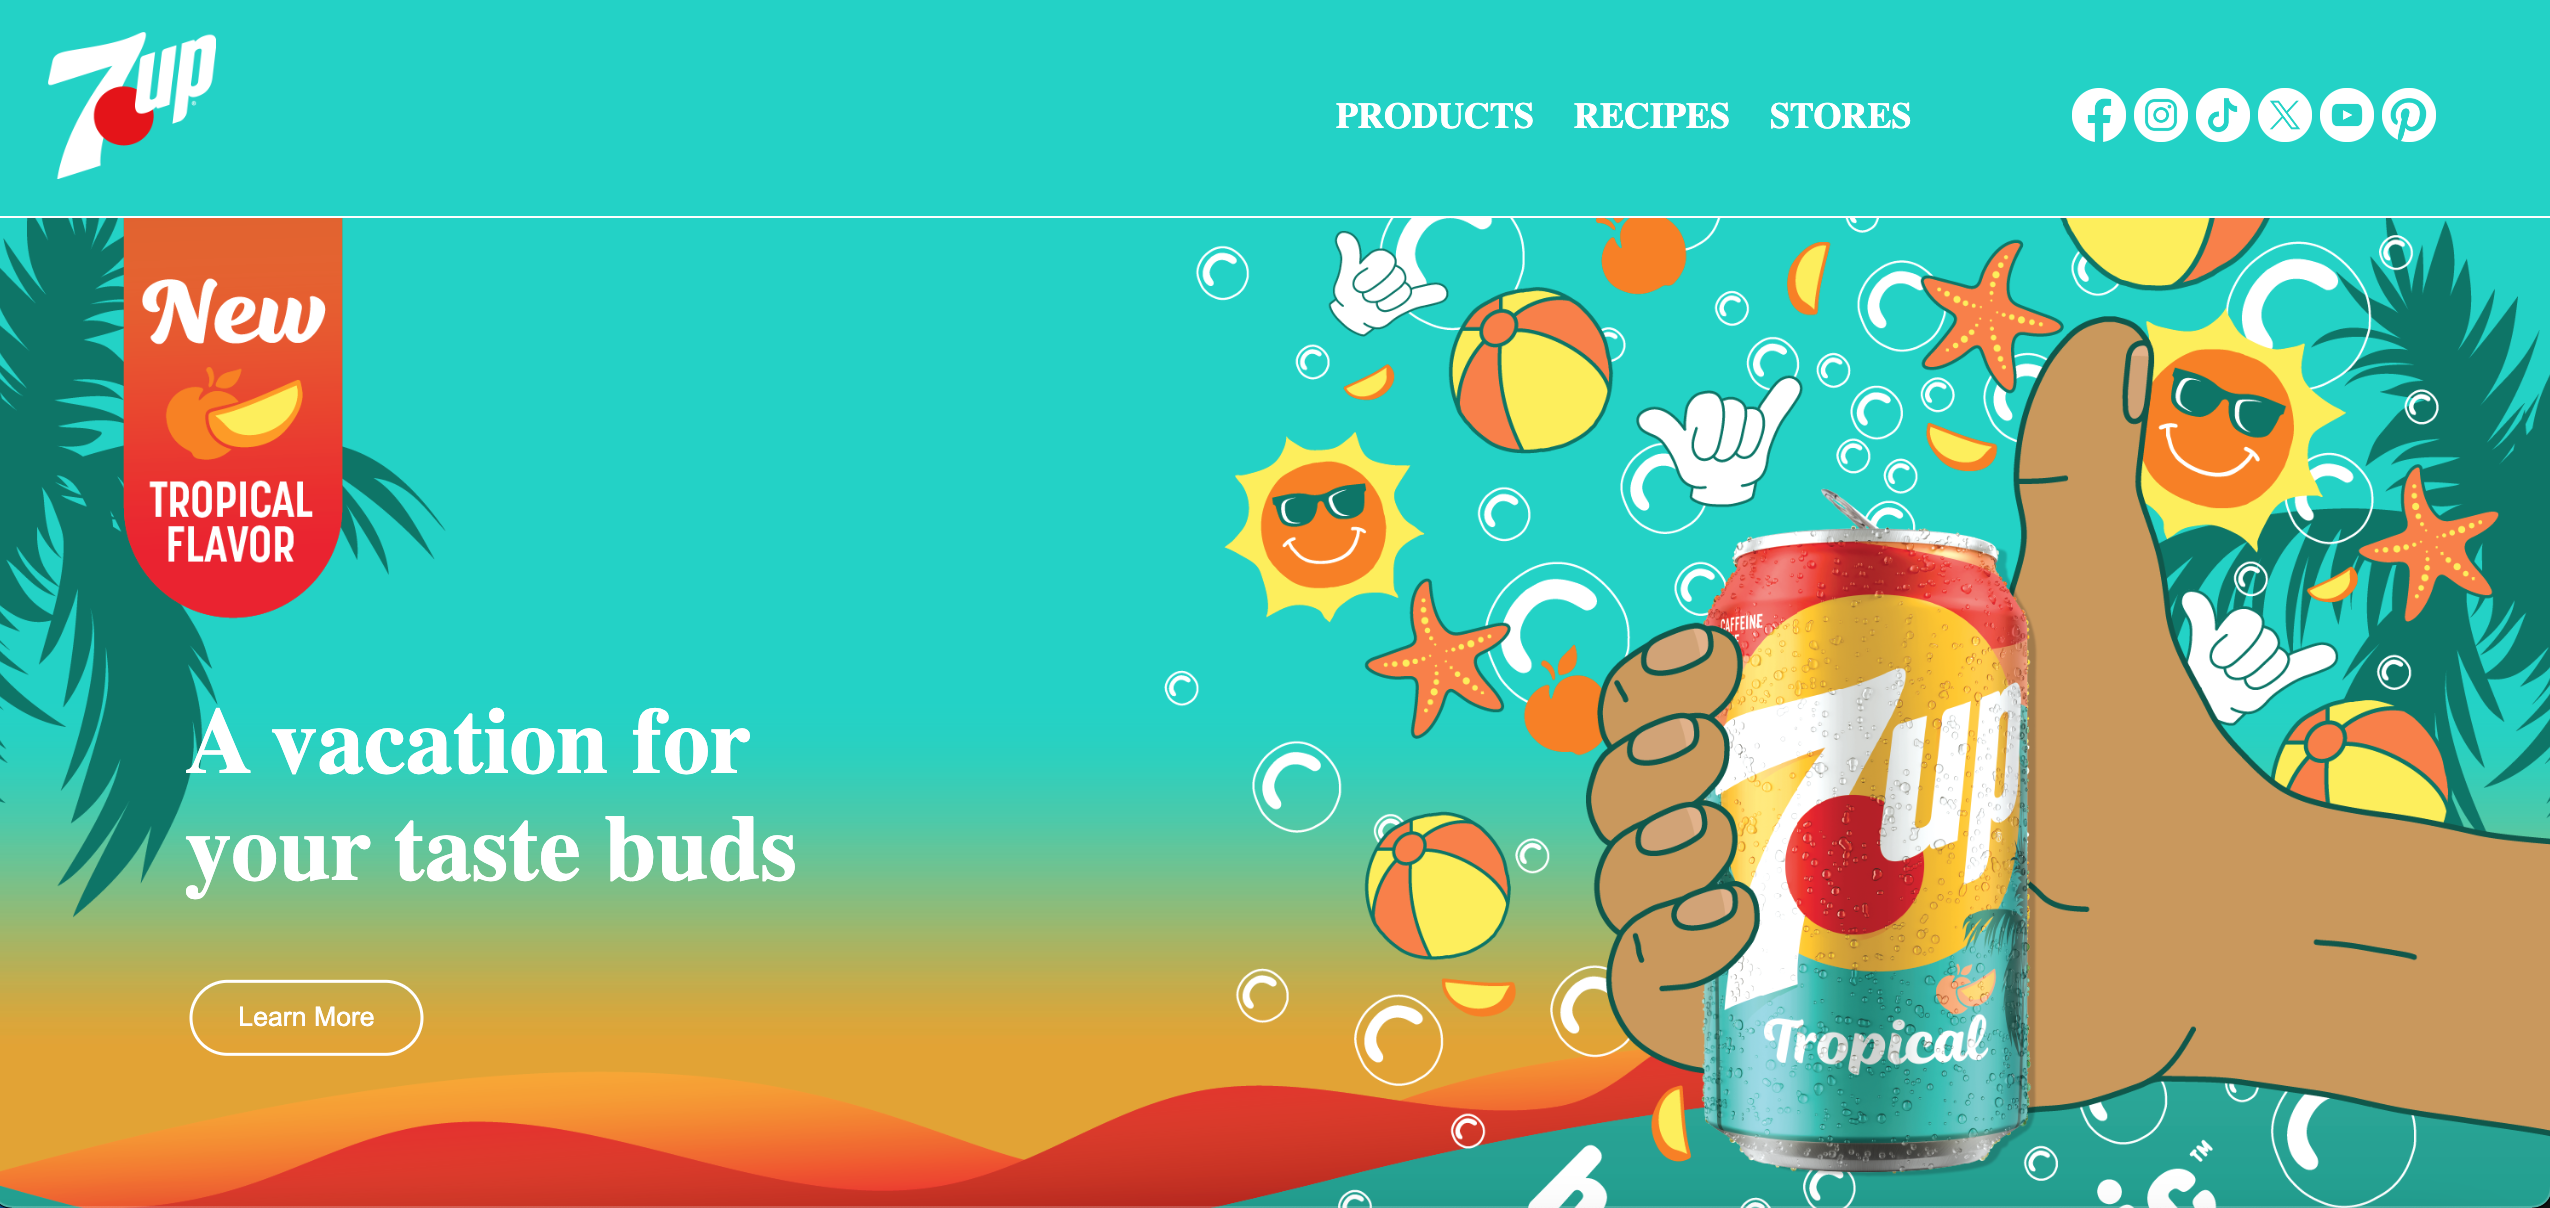 7up
PRODUCTS RECIPES STORES
New
TROPICAL
FLAVOR
A vacation for
your taste buds
Learn More
CAFFEINE
7up
Tropical
TM